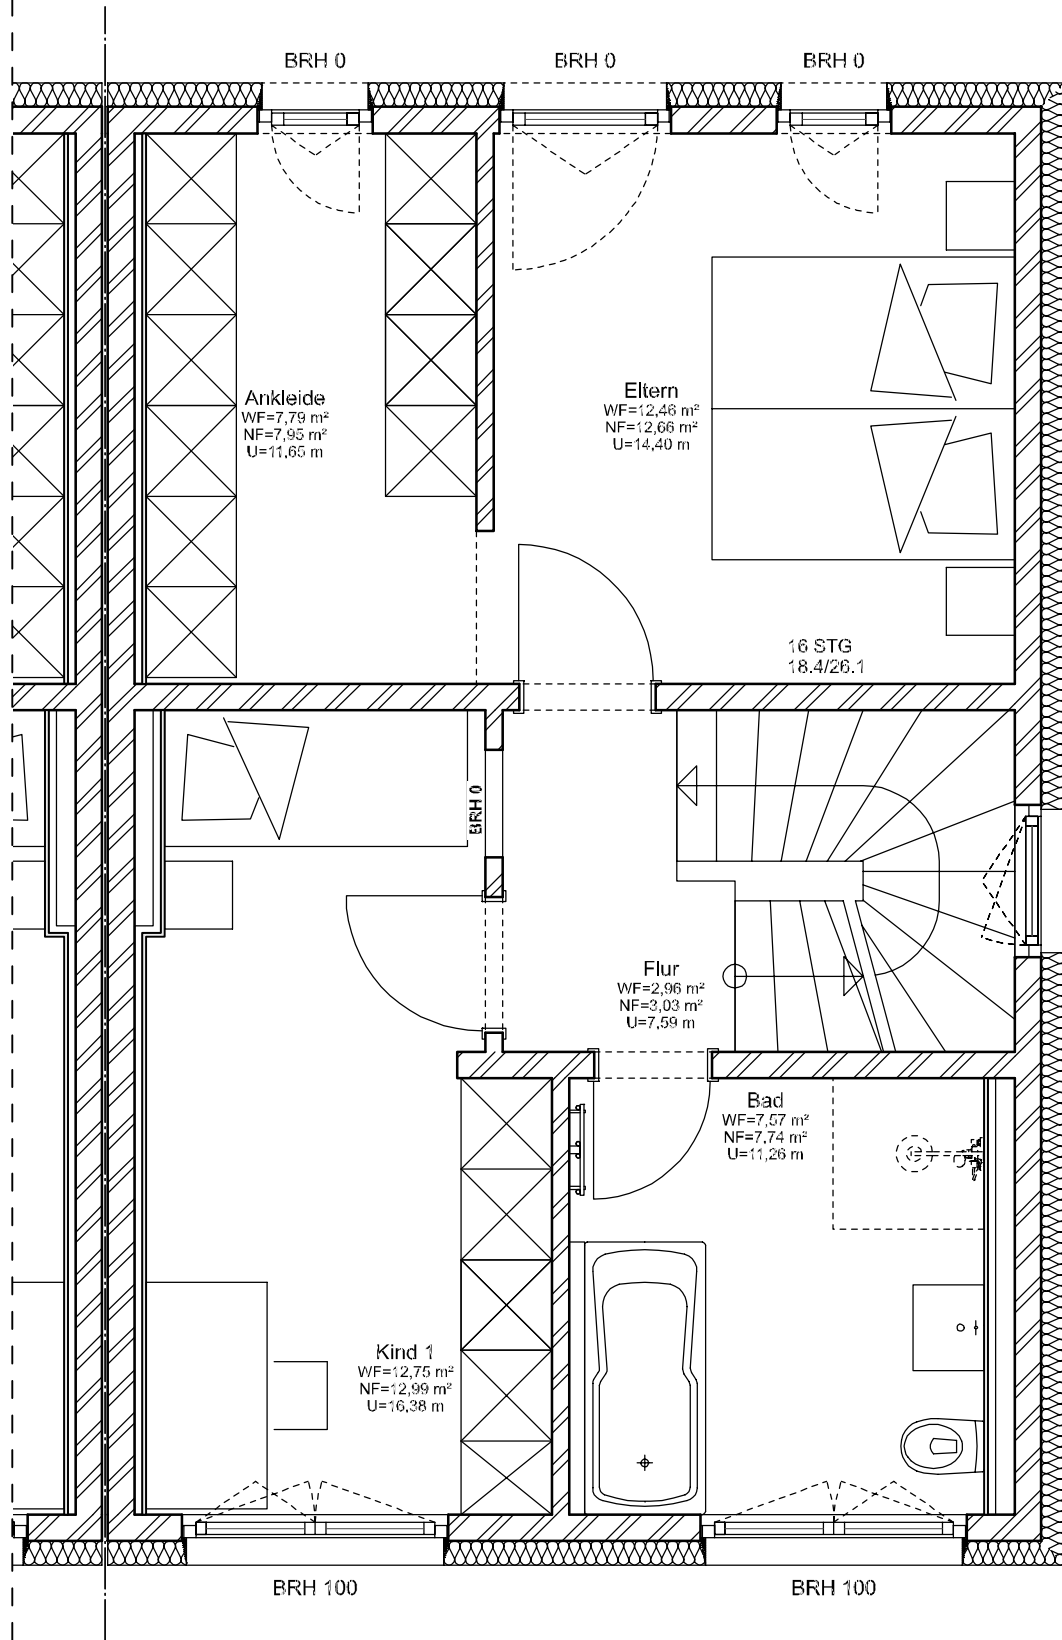 BRH 0
BRH 0
BRH 0
Ankleide
WF=7,79 m²
NF=7,95 m²
U=11,65 m
Eltern
WF=12,46 m²
NF=12,66 m²
U=14,40 m
16 STG
18.4/26.1
BRH 0
Flur
WF=2,96 m²
NF=3,03 m²
U=7,59 m
Bad
WF=7,57 m²
NF=7,74 m²
U=11,26 m
Kind 1
WF=12,75 m²
NF=12,99 m²
U=16,38 m
BRH 100
BRH 100